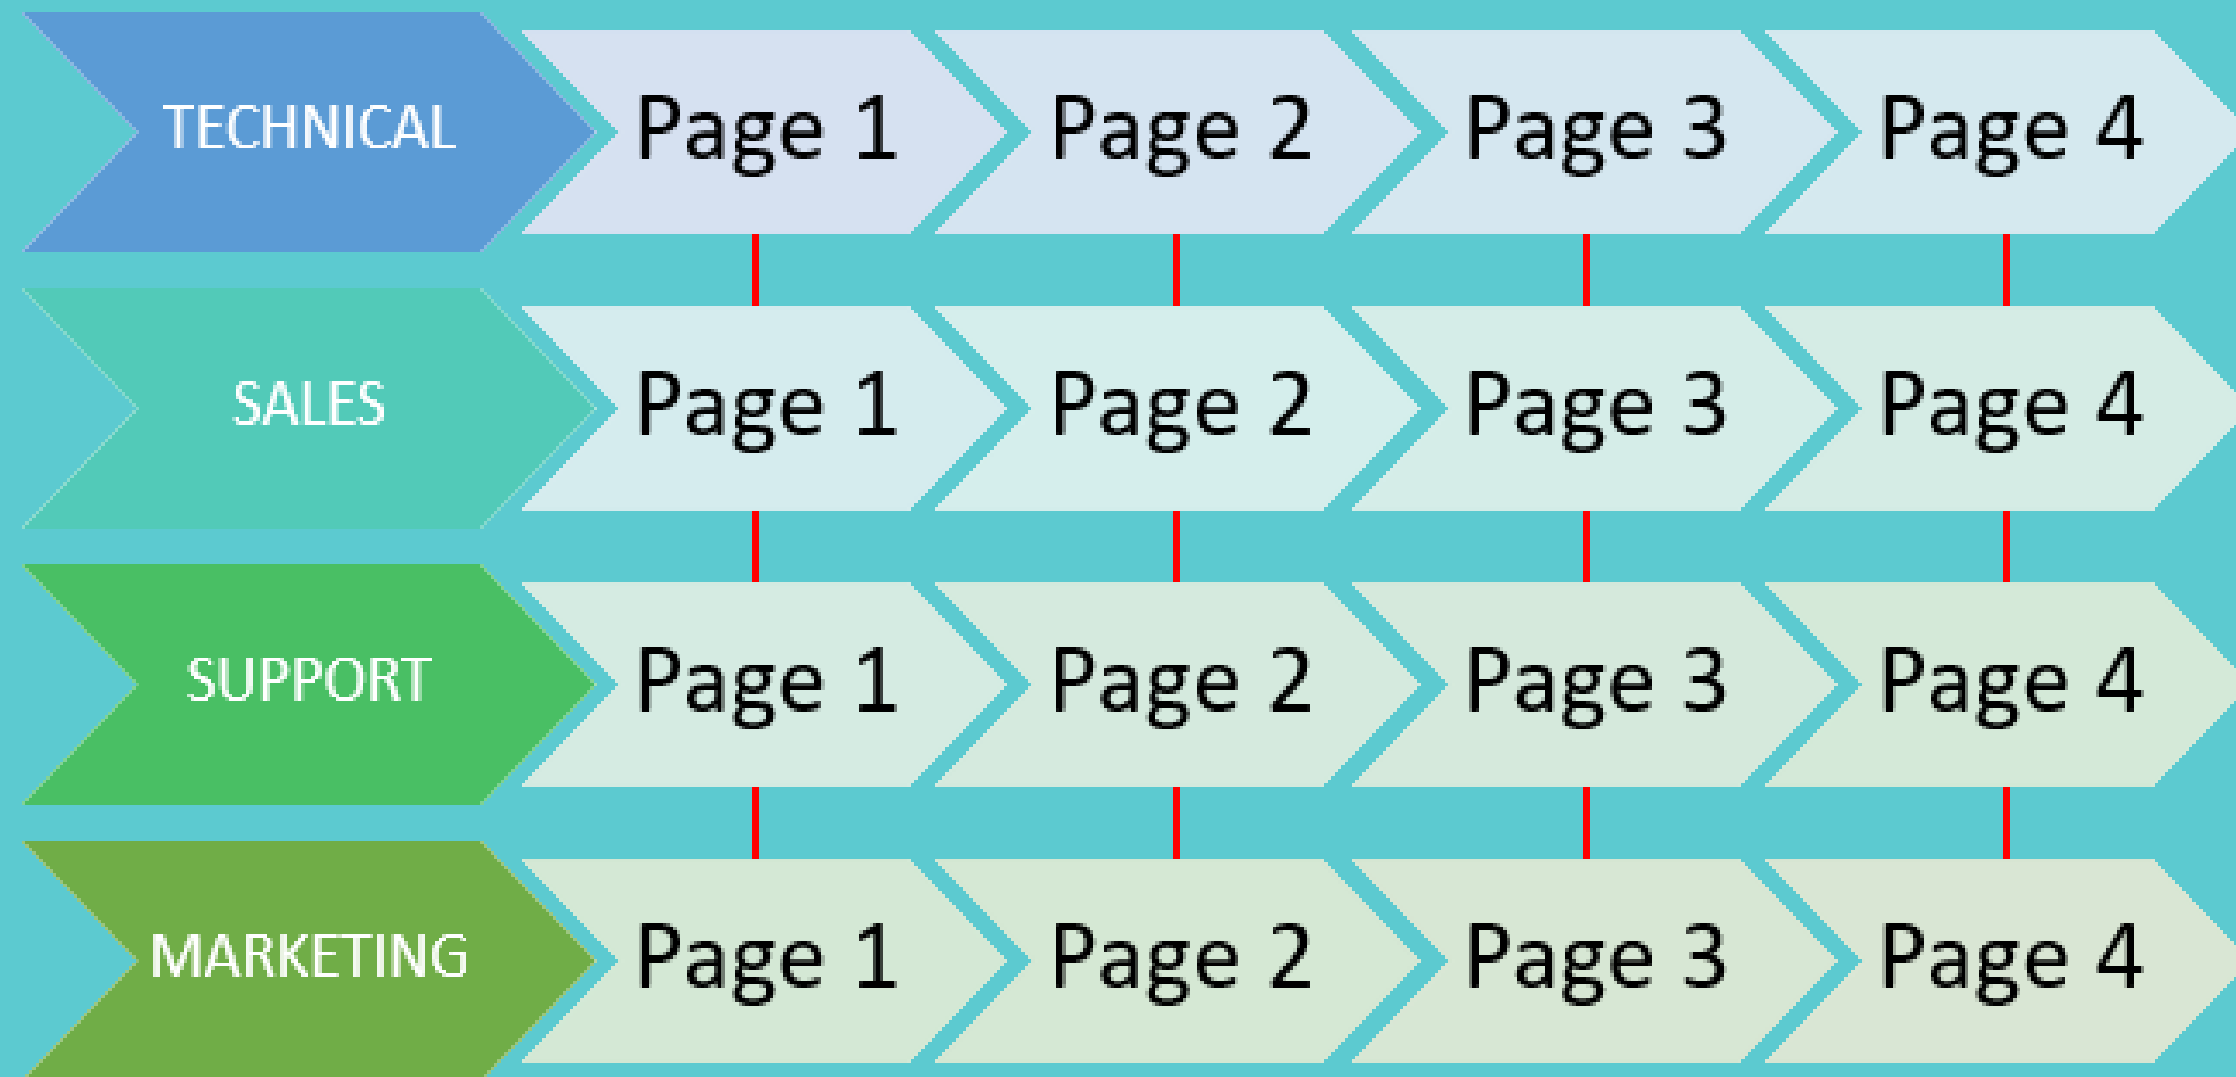 TECHNICAL Page 1 Page 2 Page 3 Page 4
SALES Page 1 Page 2 Page 3 Page 4
SUPPORT Page 1 Page 2 Page 3 Page 4
MARKETING Page 1 Page 2 Page 3 Page 4